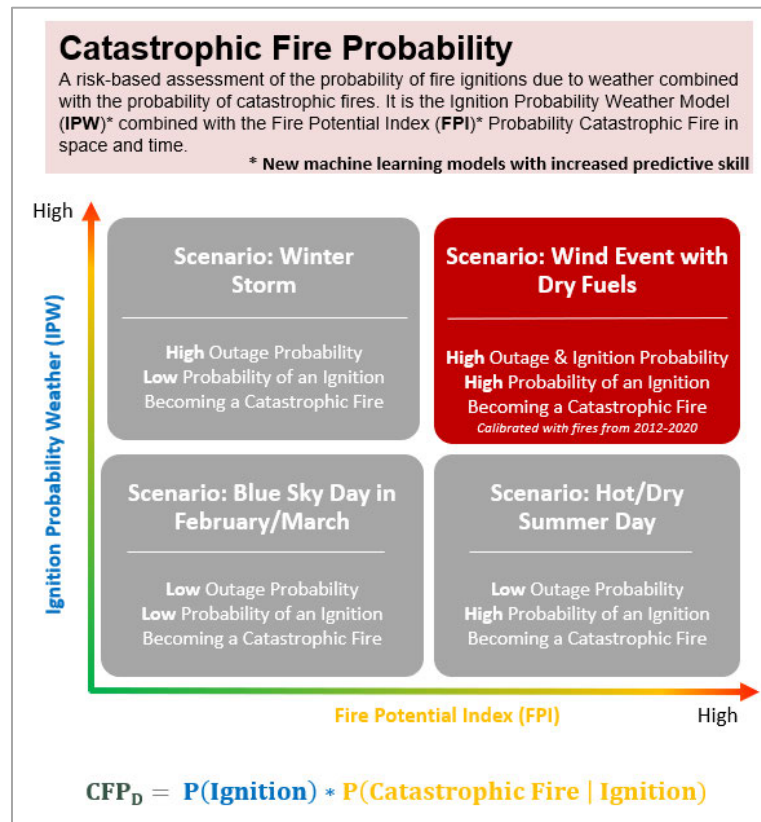 Catastrophic Fire Probability
A risk-based assessment of the probability of fire ignitions due to weather combined
with the probability of catastrophic fires. It is the Ignition Probability Weather Model
(IPW)* combined with the Fire Potential Index (FPI)* Probability Catastrophic Fire in
space and time.
* New machine learning models with increased predictive skill
High
Ignition Probability Weather (IPW)
Scenario: Winter
Storm
High Outage Probability
Low Probability of an Ignition
Becoming a Catastrophic Fire
Scenario: Wind Event with
Dry Fuels
High Outage & Ignition Probability
High Probability of an Ignition
Becoming a Catastrophic Fire
Calibrated with fires from 2012-2020
Scenario: Blue Sky Day in
February/March
Low Outage Probability
Low Probability of an Ignition
Becoming a Catastrophic Fire
Scenario: Hot/Dry
Summer Day
Low Outage Probability
High Probability of an Ignition
Becoming a Catastrophic Fire
Fire Potential Index (FPI)
High
CFP_D = P(Ignition) * P(Catastrophic Fire | Ignition)